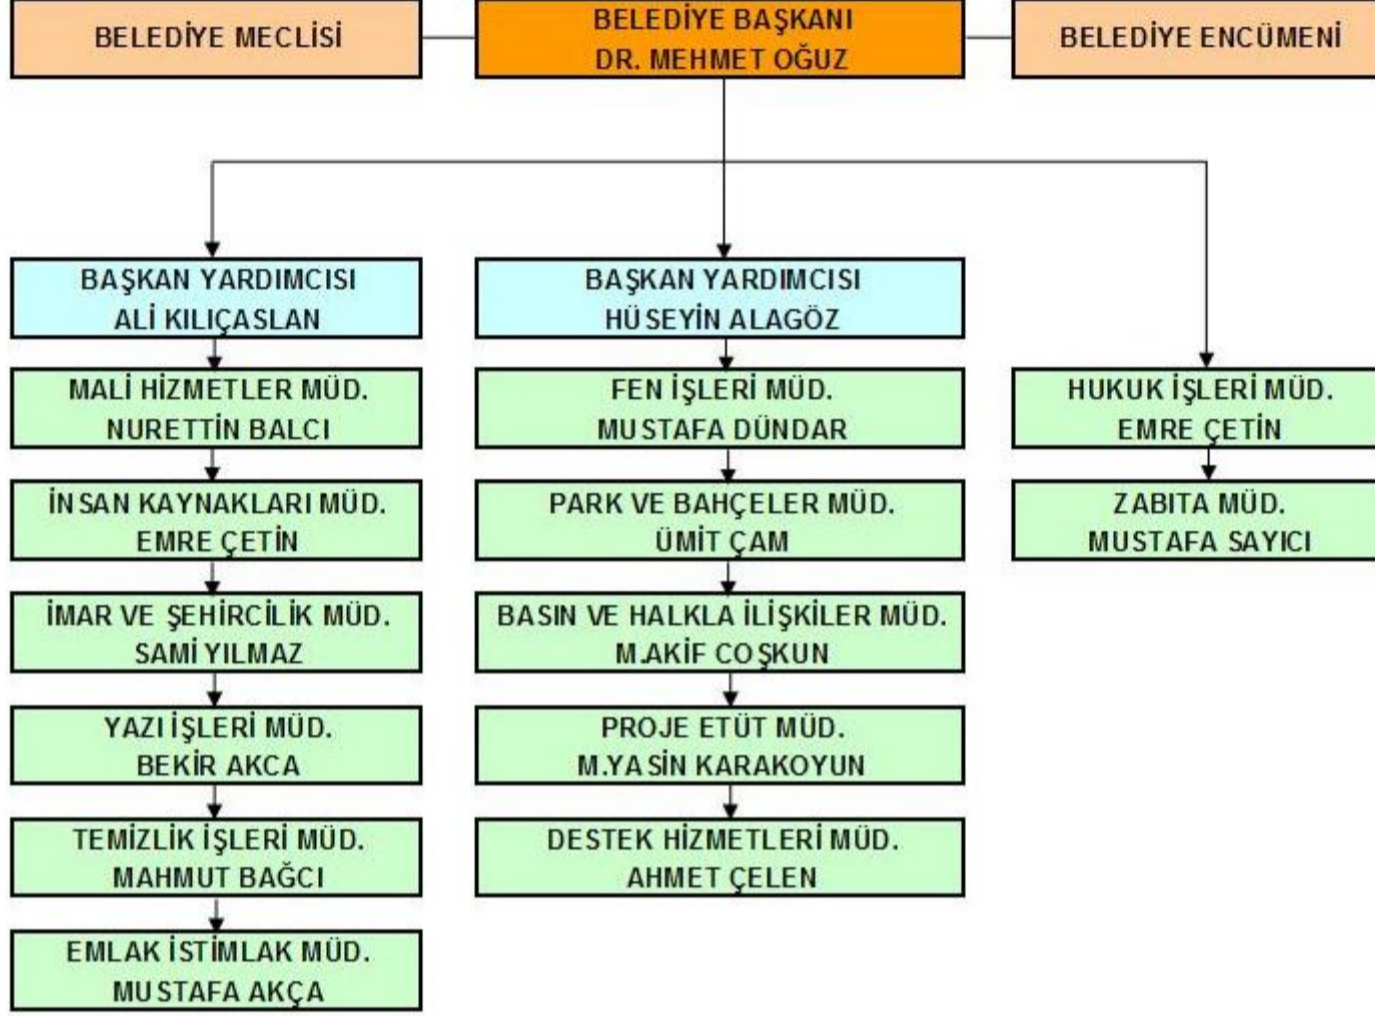 BELEDİYE MECLİSİ
BELEDİYE BAŞKANI
DR. MEHMET OĞUZ
BELEDİYE ENCÜMENİ
BAŞKAN YARDIMCISI
ALİ KILIÇASLAN
MALİ HİZMETLER MÜD.
NURETTİN BALCI
İNSAN KAYNAKLARI MÜD.
EMRE ÇETİN
İMAR VE ŞEHİRCİLİK MÜD.
SAMİ YILMAZ
YAZI İŞLERİ MÜD.
BEKİR AKCA
TEMİZLİK İŞLERİ MÜD.
MAHMUT BAĞCI
EMLAK İSTİMLAK MÜD.
MUSTAFA AKÇA
BAŞKAN YARDIMCISI
HÜSEYİN ALAGÖZ
FEN İŞLERİ MÜD.
MUSTAFA DÜNDAR
PARK VE BAHÇELER MÜD.
ÜMİT ÇAM
BASIN VE HALKLA İLİŞKİLER MÜD.
M.AKİF COŞKUN
PROJE ETÜT MÜD.
M.YASİN KARAKOYUN
DESTEK HİZMETLERİ MÜD.
AHMET ÇELEN
HUKUK İŞLERİ MÜD.
EMRE ÇETİN
ZABITA MÜD.
MUSTAFA SAYICI